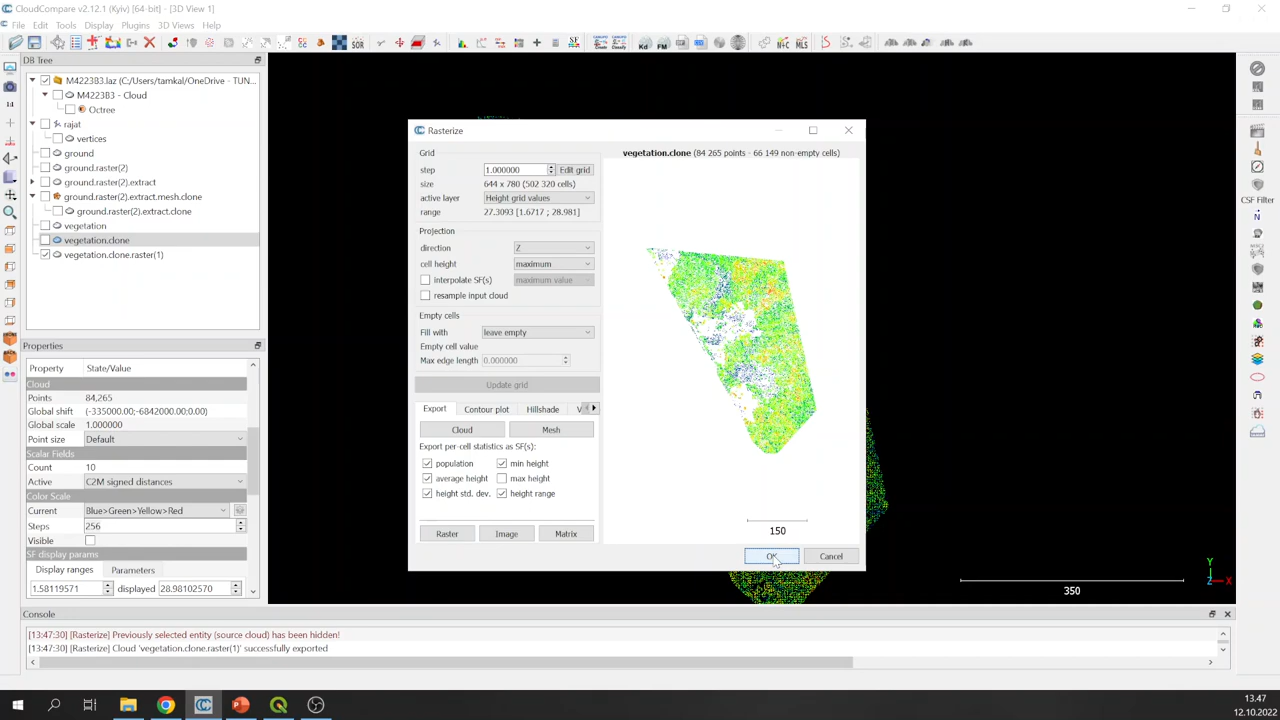 CloudCompare v2.12.1 (Kyiv) [64-bit] - [3D View 1]
File Edit Tools Display Plugins 3D Views Help
SOR
SF
Kd FM
N+C MLS
DB Tree
M4223B3.laz (C:/Users/tamkal/OneDrive - TUN...
M4223B3 - Cloud
Octree
rajat
vertices
ground
ground.raster(2)
ground.raster(2).extract
ground.raster(2).extract.mesh.clone
ground.raster(2).extract.clone
vegetation
vegetation.clone
vegetation.clone.raster(1)
1:1
Properties
Property State/Value
Cloud
Points 84,265
Global shift (-335000.00;-6842000.00;0.00)
Global scale 1.000000
Point size Default
Scalar Fields
Count 10
Active C2M signed distances
Color Scale
Current Blue>Green>Yellow>Red
Steps 256
Visible
SF display params
Display ranges Parameters
1.58119571 displayed 28.98102570
Rasterize
Grid
step 1.000000 Edit grid
size 644 x 780 (502 320 cells)
active layer Height grid values
range 27.3093 [1.6717 ; 28.981]
Projection
direction Z
cell height maximum
interpolate SF(s) maximum value
resample input cloud
Empty cells
Fill with leave empty
Empty cell value
Max edge length 0.000000
Update grid
Export Contour plot Hillshade V
Cloud Mesh
Export per-cell statistics as SF(s):
population min height
average height max height
height std. dev. height range
Raster Image Matrix
vegetation.clone (84 265 points - 66 149 non-empty cells)
150
OK Cancel
CSF Filter
N
Y
Z X
350
Console
[13:47:30] [Rasterize] Previously selected entity (source cloud) has been hidden!
[13:47:30] [Rasterize] Cloud 'vegetation.clone.raster(1)' successfully exported
13.47
12.10.2022